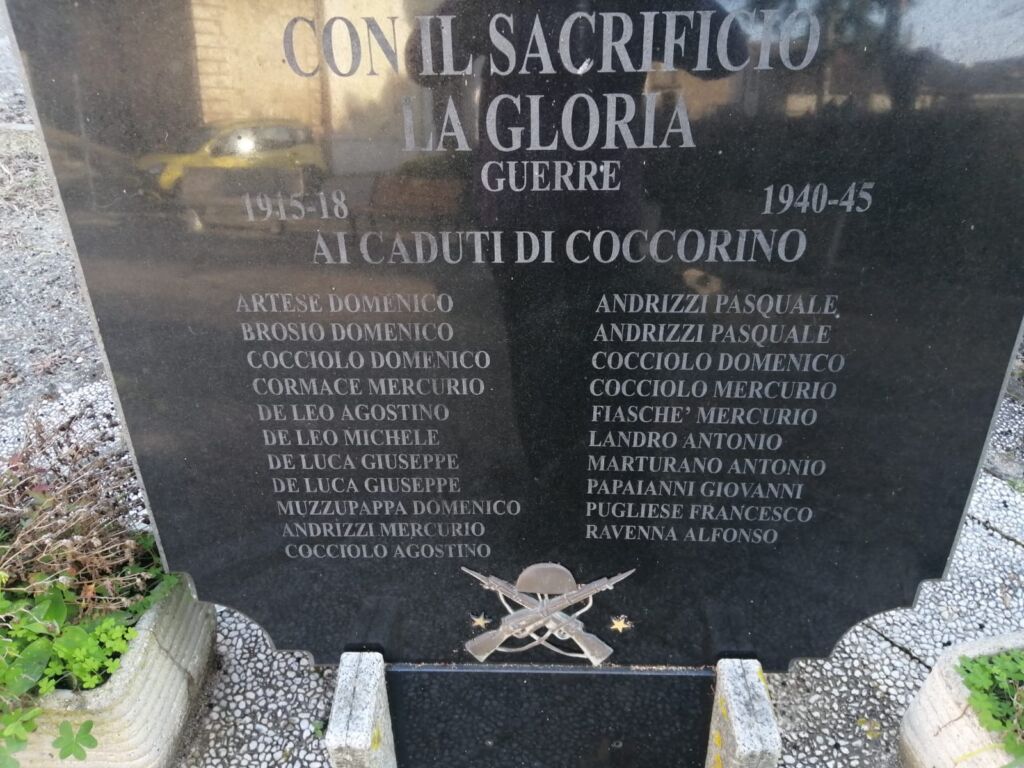 CON IL SACRIFICIO
LA GLORIA
GUERRE
1915-18
1940-45
AI CADUTI DI COCCORINO
ARTESE DOMENICO
BROSIO DOMENICO
COCCIOLO DOMENICO
CORMACE MERCURIO
DE LEO AGOSTINO
DE LEO MICHELE
DE LUCA GIUSEPPE
DE LUCA GIUSEPPE
MUZZUPAPPA DOMENICO
ANDRIZZI MERCURIO
COCCIOLO AGOSTINO
ANDRIZZI PASQUALE
ANDRIZZI PASQUALE
COCCIOLO DOMENICO
COCCIOLO MERCURIO
FIASCHE' MERCURIO
LANDRO ANTONIO
MARTURANO ANTONIO
PAPAIANNI GIOVANNI
PUGLIESE FRANCESCO
RAVENNA ALFONSO